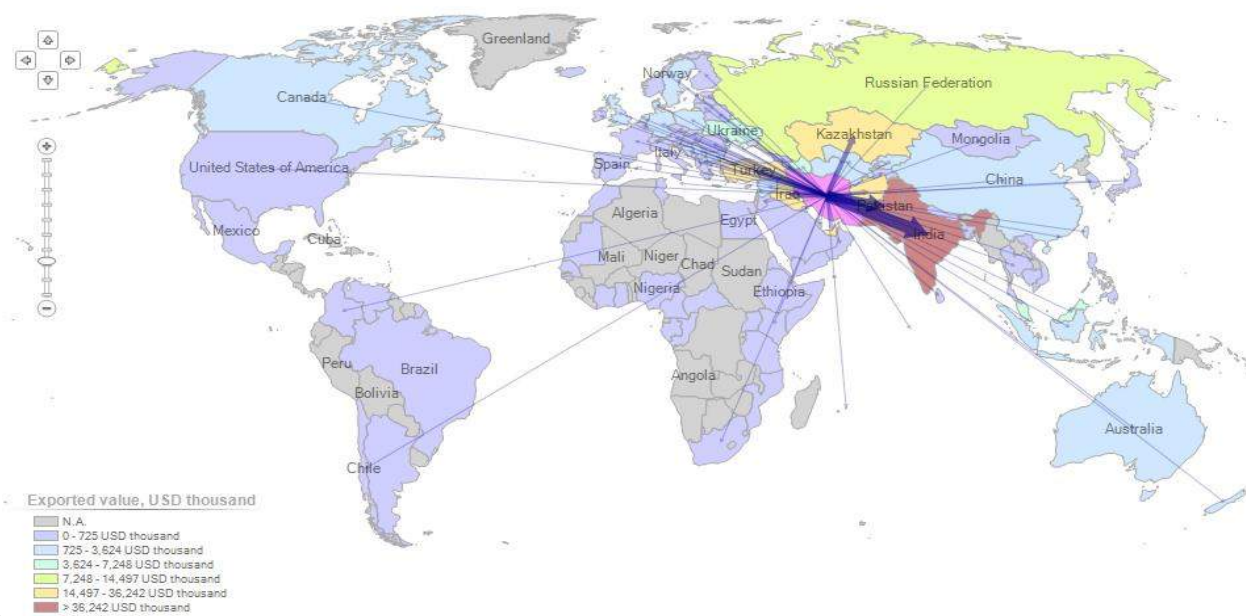 Greenland
Norway
Russian Federation
Canada
Ukraine
Kazakhstan
Mongolia
United States of America
Spain
Italy
Turkey
China
Iraq
Pakistan
Mexico
Cuba
Algeria
Egypt
India
Mali
Niger
Chad
Sudan
Nigeria
Ethiopia
Peru
Brazil
Bolivia
Angola
Australia
Chile
Exported value, USD thousand
N.A.
0 - 725 USD thousand
725 - 3,624 USD thousand
3,624 - 7,248 USD thousand
7,248 - 14,497 USD thousand
14,497 - 36,242 USD thousand
> 36,242 USD thousand